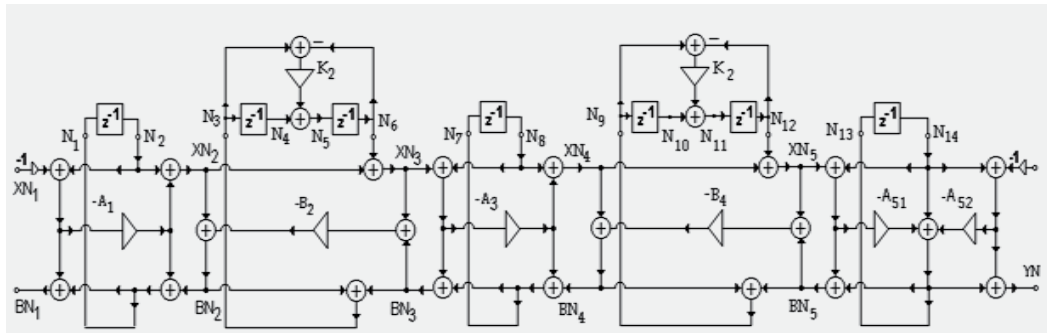 K₂ K₂
N₃ z⁻¹ N₄ N₅ z⁻¹ N₆ N₉ z⁻¹ N₁₀ N₁₁ z⁻¹ N₁₂
N₁ z⁻¹ N₂ N₇ z⁻¹ N₈ N₁₃ z⁻¹ N₁₄
-1 XN₁ XN₂ XN₃ XN₄ XN₅ -1
-A₁ -B₂ -A₃ -B₄ -A₅₁ -A₅₂
BN₁ BN₂ BN₃ BN₄ BN₅ YN